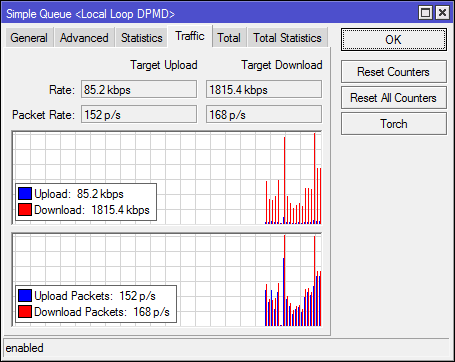 Simple Queue <Local Loop DPMD>
General Advanced Statistics Traffic Total Total Statistics
OK
Reset Counters
Reset All Counters
Torch
Target Upload Target Download
Rate: 85.2 kbps 1815.4 kbps
Packet Rate: 152 p/s 168 p/s
Upload: 85.2 kbps
Download: 1815.4 kbps
Upload Packets: 152 p/s
Download Packets: 168 p/s
enabled